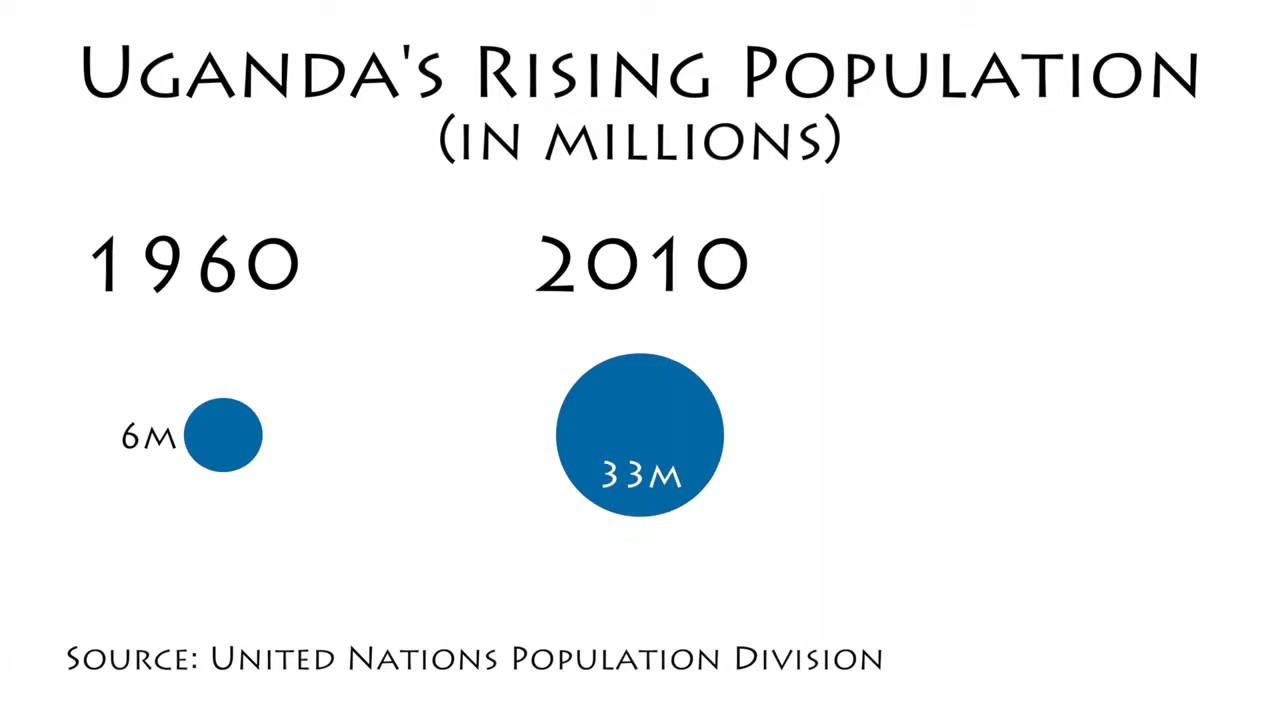 Uganda's Rising Population
(in millions)
1960 2010
6m
33m
Source: United Nations Population Division